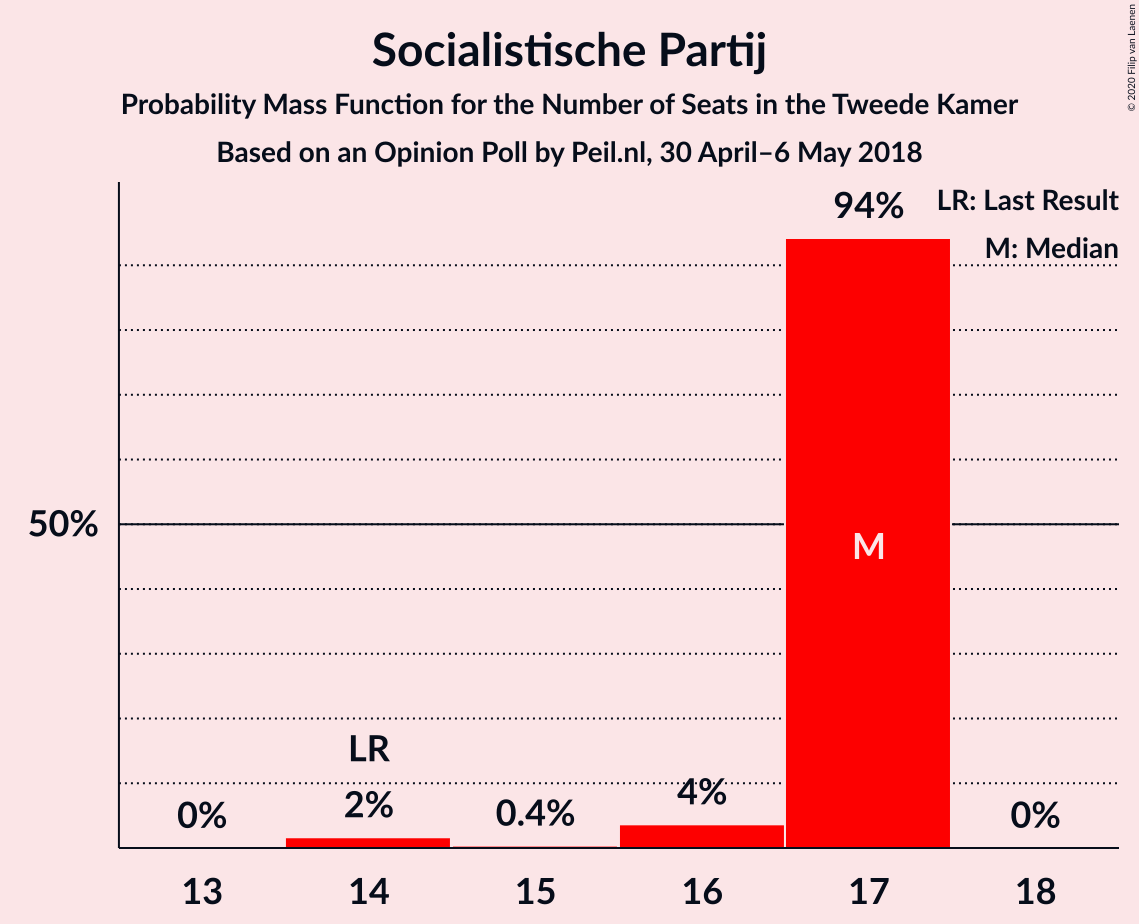 Socialistische Partij
Probability Mass Function for the Number of Seats in the Tweede Kamer
Based on an Opinion Poll by Peil.nl, 30 April–6 May 2018
© 2020 Filip van Laenen
LR: Last Result
M: Median
94%
50%
M
LR
0%
2%
0.4%
4%
0%
13 14 15 16 17 18